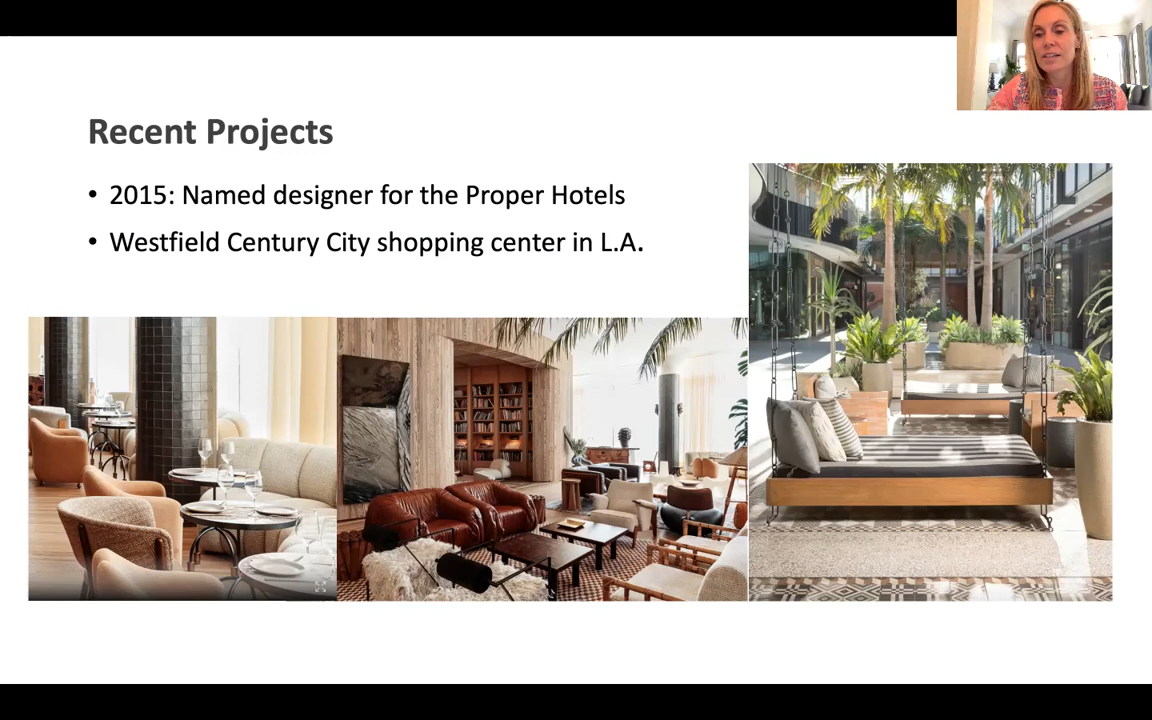 Recent Projects
• 2015: Named designer for the Proper Hotels
• Westfield Century City shopping center in L.A.